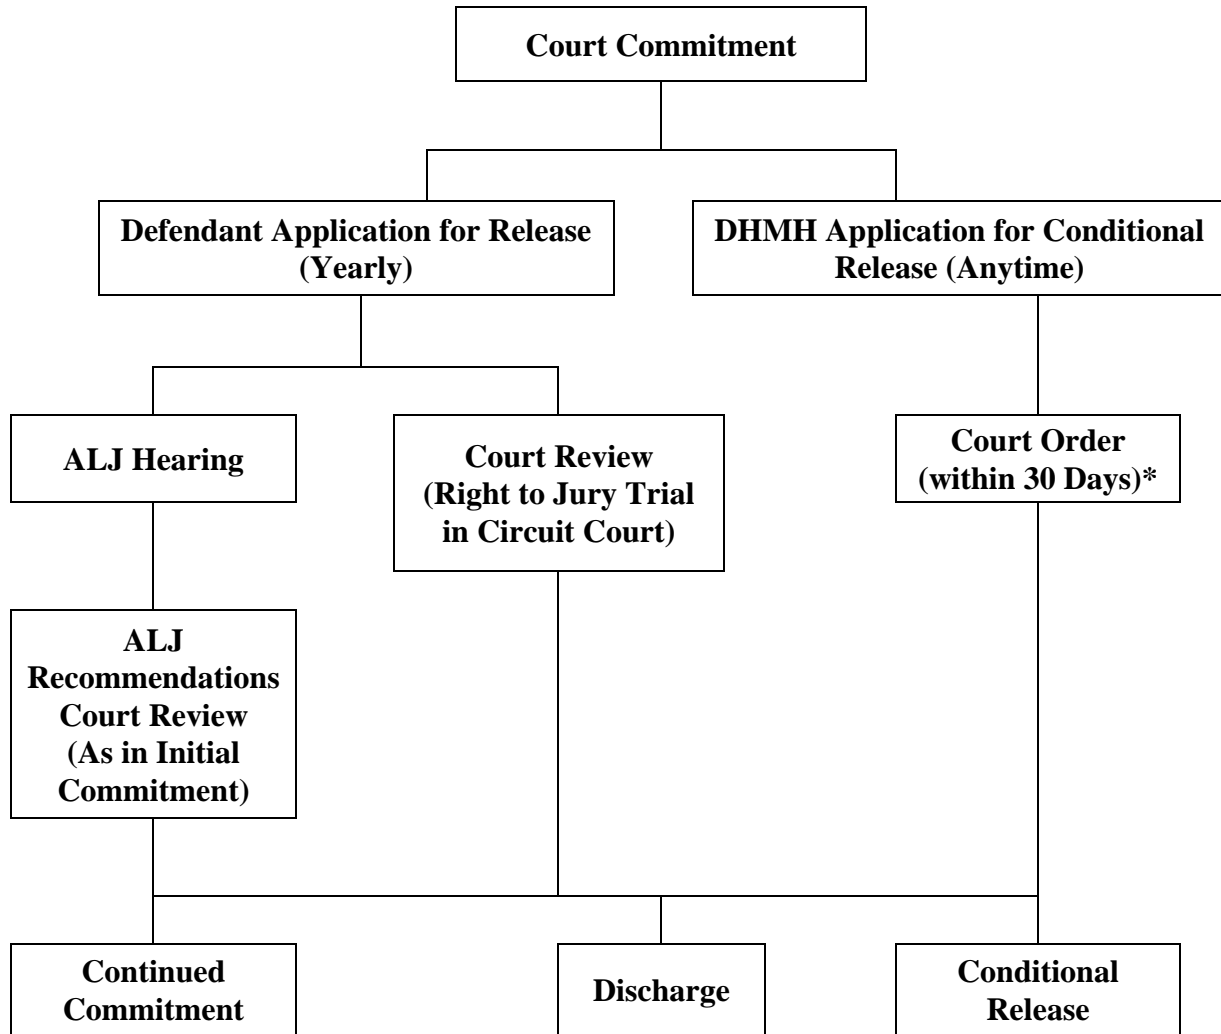 Court Commitment
Defendant Application for Release
(Yearly)
DHMH Application for Conditional
Release (Anytime)
ALJ Hearing
Court Review
(Right to Jury Trial
in Circuit Court)
Court Order
(within 30 Days)*
ALJ
Recommendations
Court Review
(As in Initial
Commitment)
Continued
Commitment
Discharge
Conditional
Release